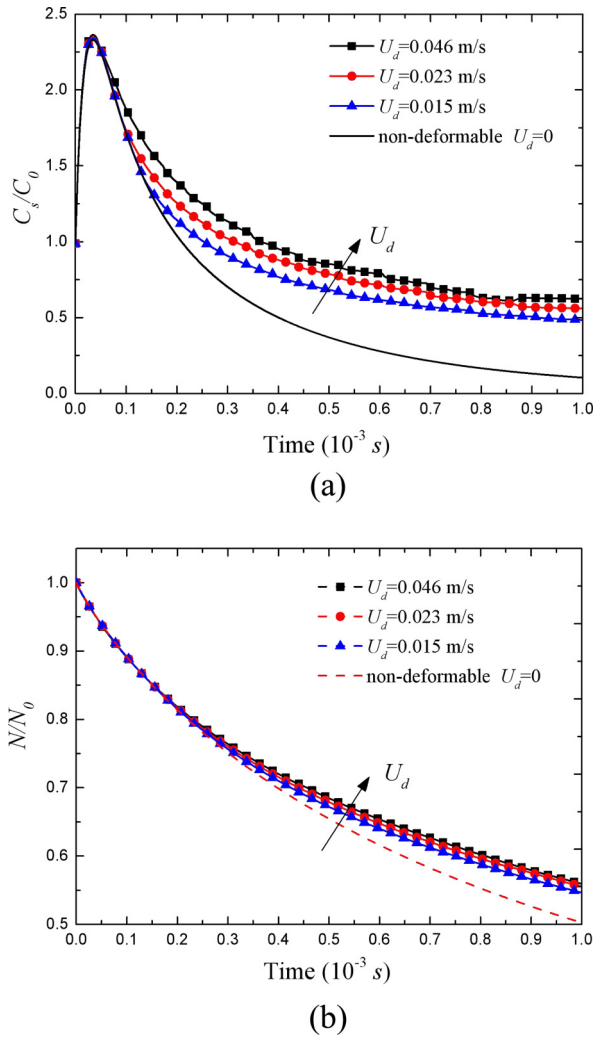 2.5
2.0
1.5
1.0
0.5
0.0
C_s/C_0
U_d=0.046 m/s
U_d=0.023 m/s
U_d=0.015 m/s
non-deformable U_d=0
U_d
0.0 0.1 0.2 0.3 0.4 0.5 0.6 0.7 0.8 0.9 1.0
Time (10^-3 s)
(a)
1.0
0.9
0.8
0.7
0.6
0.5
N/N_0
U_d=0.046 m/s
U_d=0.023 m/s
U_d=0.015 m/s
non-deformable U_d=0
U_d
0.0 0.1 0.2 0.3 0.4 0.5 0.6 0.7 0.8 0.9 1.0
Time (10^-3 s)
(b)